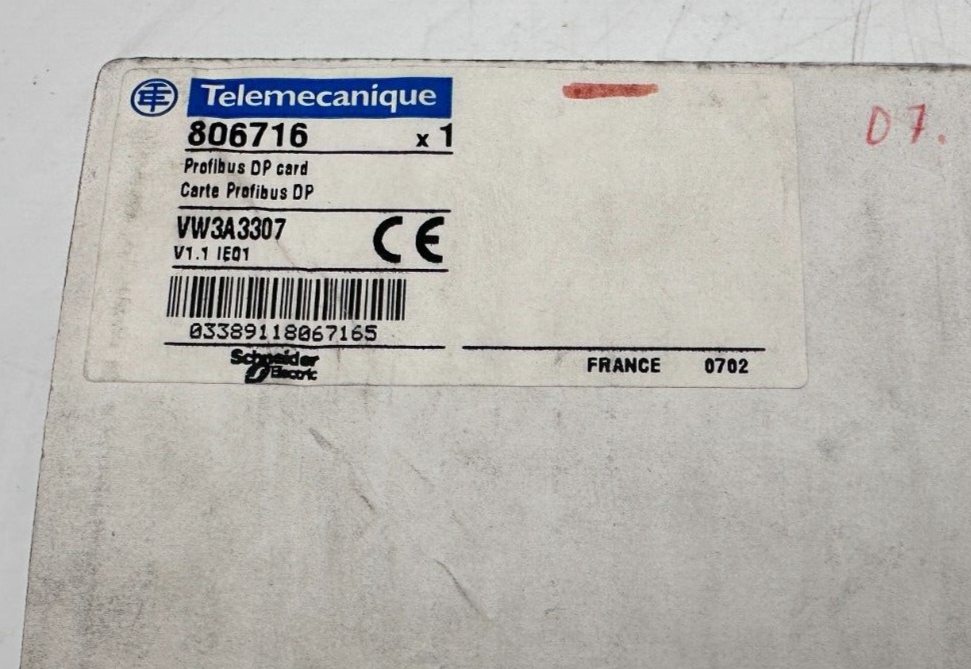 Telemecanique
806716 x 1
Profibus DP card
Carte Profibus DP
VW3A3307
V1.1 IE01
CE
03389118067165
Schneider
Electric
FRANCE 0702
D7.